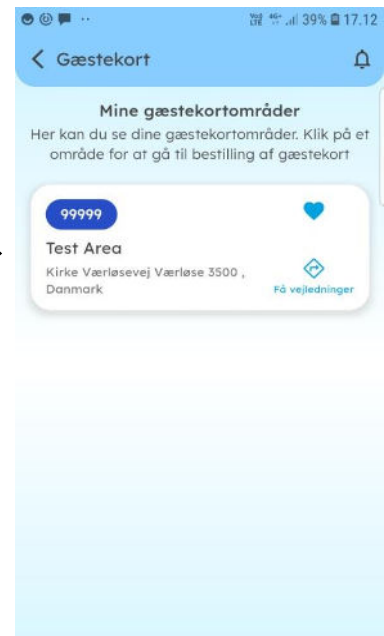 39% 17.12
Gæstekort
Mine gæstekortområder
Her kan du se dine gæstekortområder. Klik på et
område for at gå til bestilling af gæstekort
99999
Test Area
Kirke Værløsevej Værløse 3500 ,
Danmark
Få vejledninger